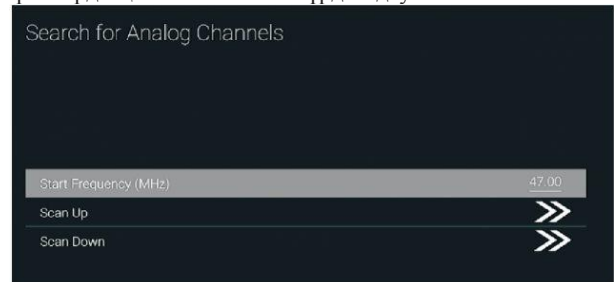 Search for Analog Channels
Start Frequency (MHz) 47.00
Scan Up
Scan Down